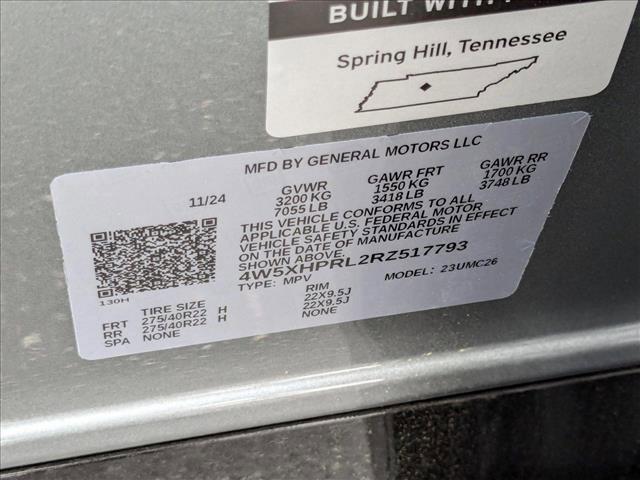 BUILT WITH
Spring Hill, Tennessee
MFD BY GENERAL MOTORS LLC
11/24
GVWR GAWR FRT GAWR RR
3200 KG 1550 KG 1700 KG
7055 LB 3418 LB 3748 LB
THIS VEHICLE CONFORMS TO ALL
APPLICABLE U.S. FEDERAL MOTOR
VEHICLE SAFETY STANDARDS IN EFFECT
ON THE DATE OF MANUFACTURE
SHOWN ABOVE.
4W5XHPRL2RZ517793
TYPE: MPV MODEL: 23UMC26
130H
TIRE SIZE RIM
FRT 275/40R22 H 22X9.5J
RR 275/40R22 H 22X9.5J
SPA NONE NONE